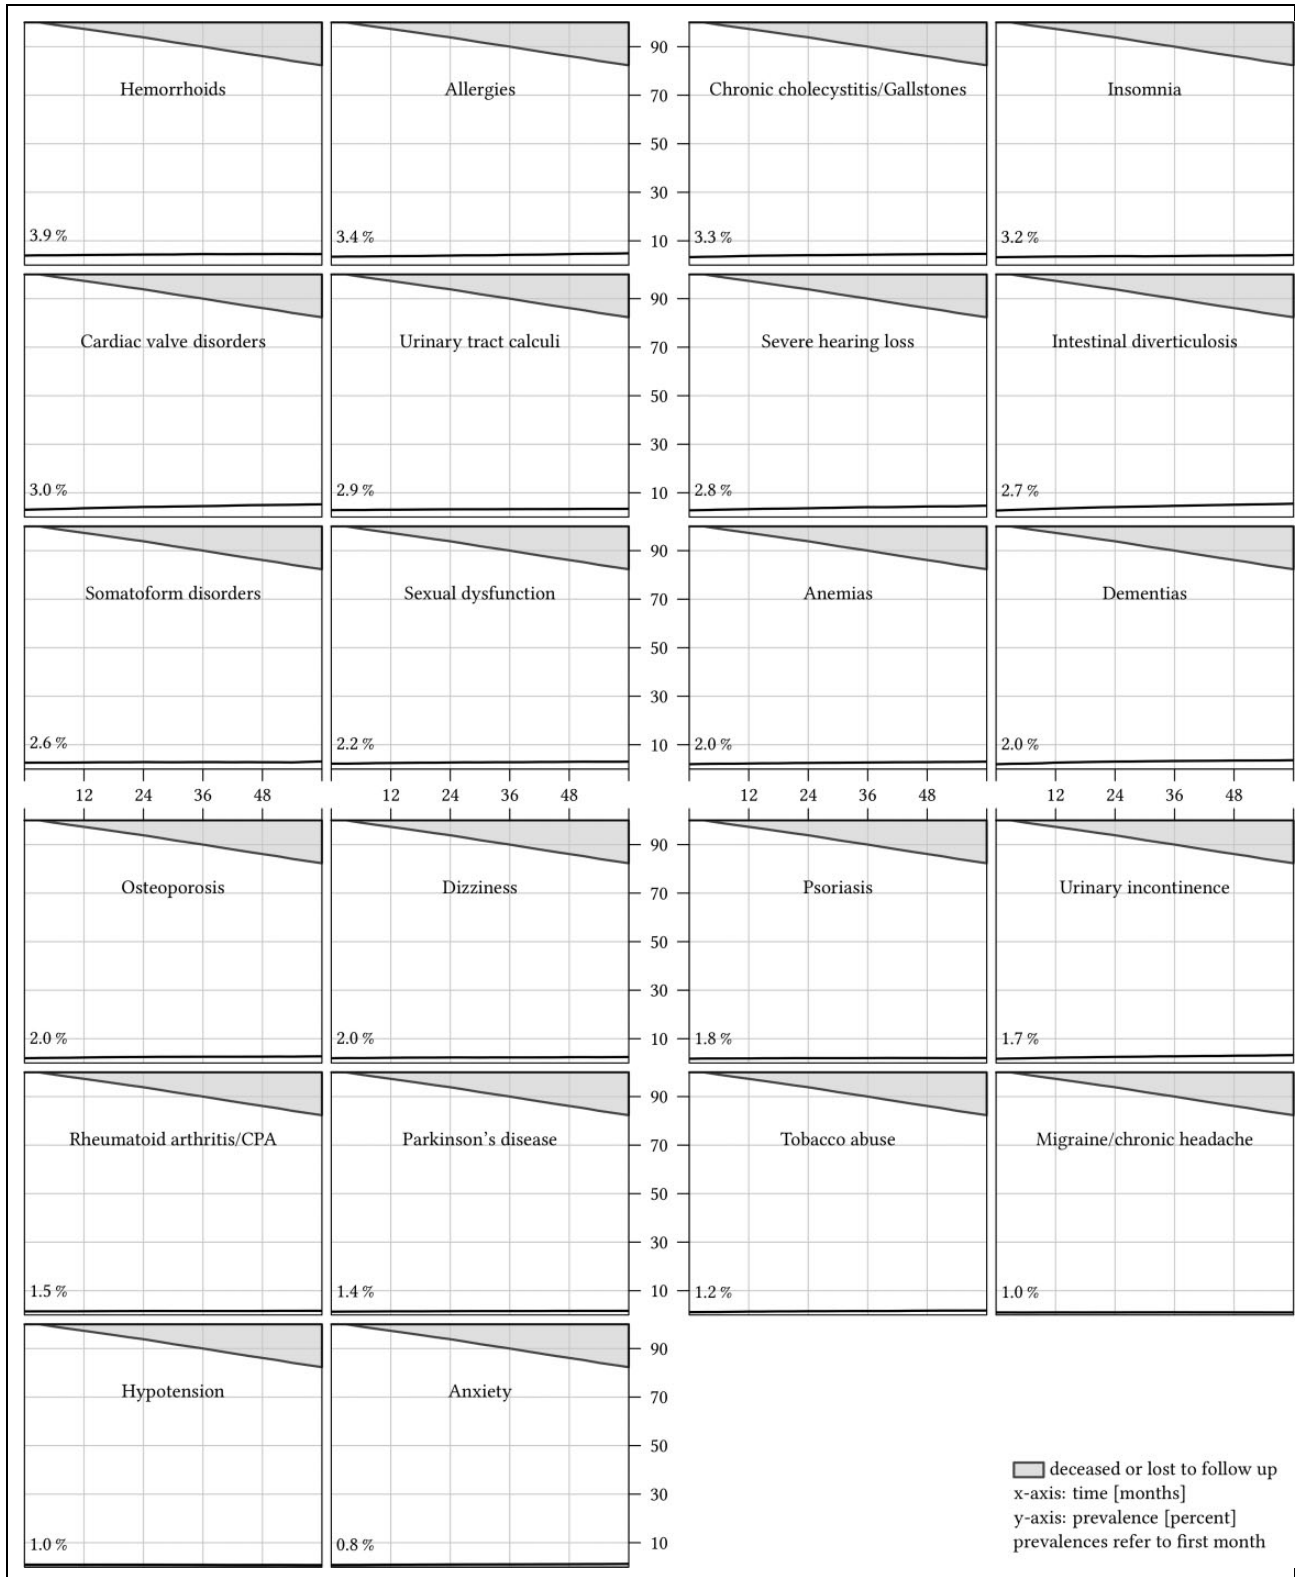 Hemorrhoids
Allergies
Chronic cholecystitis/Gallstones
Insomnia
90
70
50
30
10
3.9 %
3.4 %
3.3 %
3.2 %
Cardiac valve disorders
Urinary tract calculi
Severe hearing loss
Intestinal diverticulosis
90
70
50
30
10
3.0 %
2.9 %
2.8 %
2.7 %
Somatoform disorders
Sexual dysfunction
Anemias
Dementias
90
70
50
30
10
2.6 %
2.2 %
2.0 %
2.0 %
12 24 36 48
12 24 36 48
12 24 36 48
12 24 36 48
Osteoporosis
Dizziness
Psoriasis
Urinary incontinence
90
70
50
30
10
2.0 %
2.0 %
1.8 %
1.7 %
Rheumatoid arthritis/CPA
Parkinson's disease
Tobacco abuse
Migraine/chronic headache
90
70
50
30
10
1.5 %
1.4 %
1.2 %
1.0 %
Hypotension
Anxiety
90
70
50
30
10
1.0 %
0.8 %
deceased or lost to follow up
x-axis: time [months]
y-axis: prevalence [percent]
prevalences refer to first month